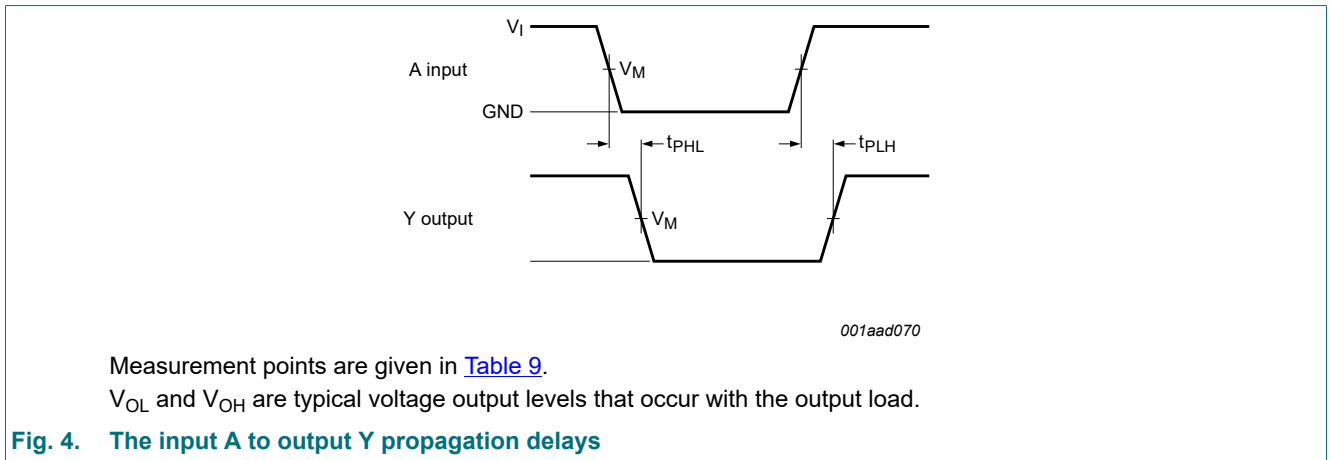 VI
A input
VM
GND
tPHL
tPLH
Y output
VM
001aad070
Measurement points are given in Table 9.
VOL and VOH are typical voltage output levels that occur with the output load.
Fig. 4. The input A to output Y propagation delays